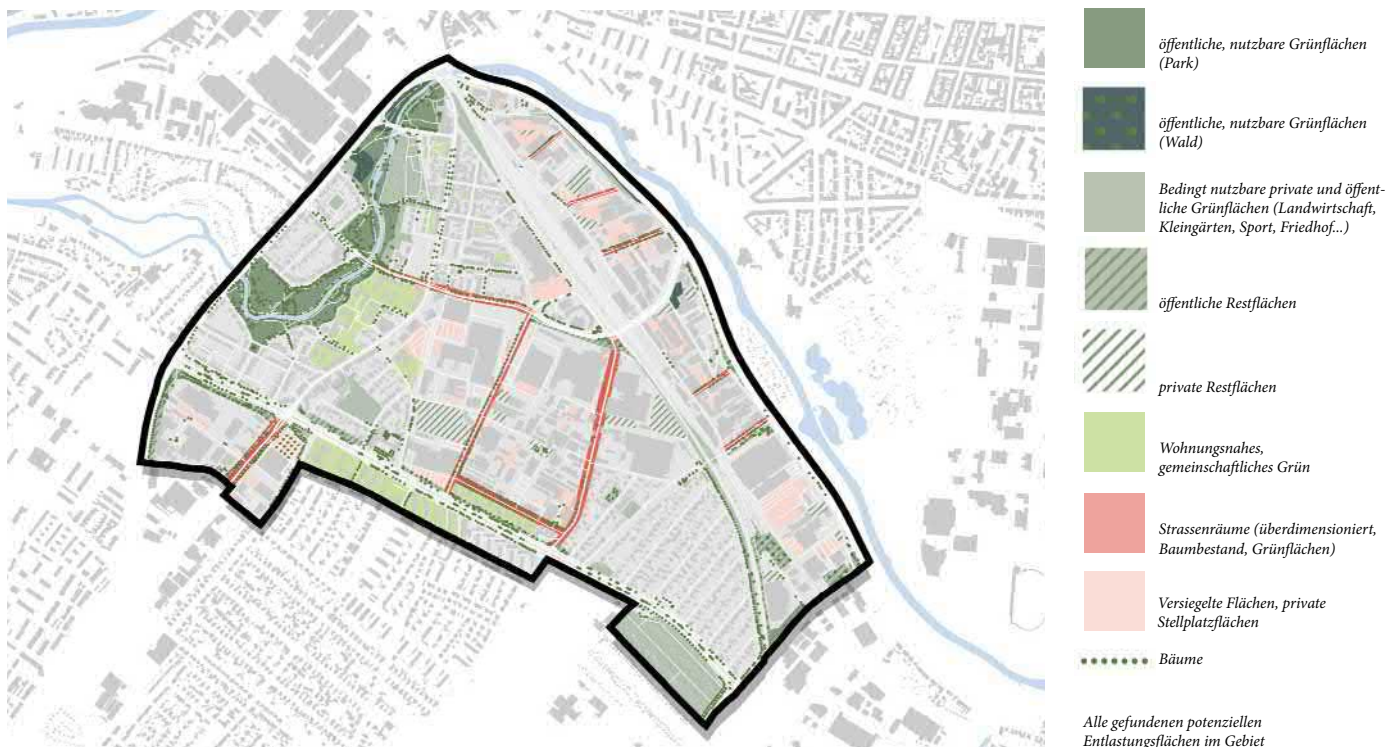 öffentliche, nutzbare Grünflächen
(Park)
öffentliche, nutzbare Grünflächen
(Wald)
Bedingt nutzbare private und öffent-
liche Grünflächen (Landwirtschaft,
Kleingärten, Sport, Friedhof...)
öffentliche Restflächen
private Restflächen
Wohnungsnahes,
gemeinschaftliches Grün
Strassenräume (überdimensioniert,
Baumbestand, Grünflächen)
Versiegelte Flächen, private
Stellplatzflächen
Bäume
Alle gefundenen potenziellen
Entlastungsflächen im Gebiet